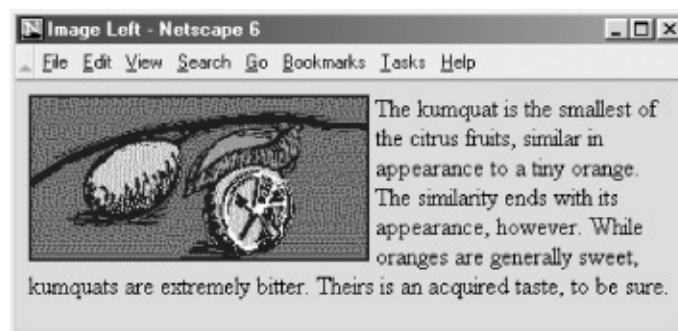 Image Left - Netscape 6
File Edit View Search Go Bookmarks Tasks Help
The kumquat is the smallest of
the citrus fruits, similar in
appearance to a tiny orange.
The similarity ends with its
appearance, however. While
oranges are generally sweet,
kumquats are extremely bitter. Theirs is an acquired taste, to be sure.